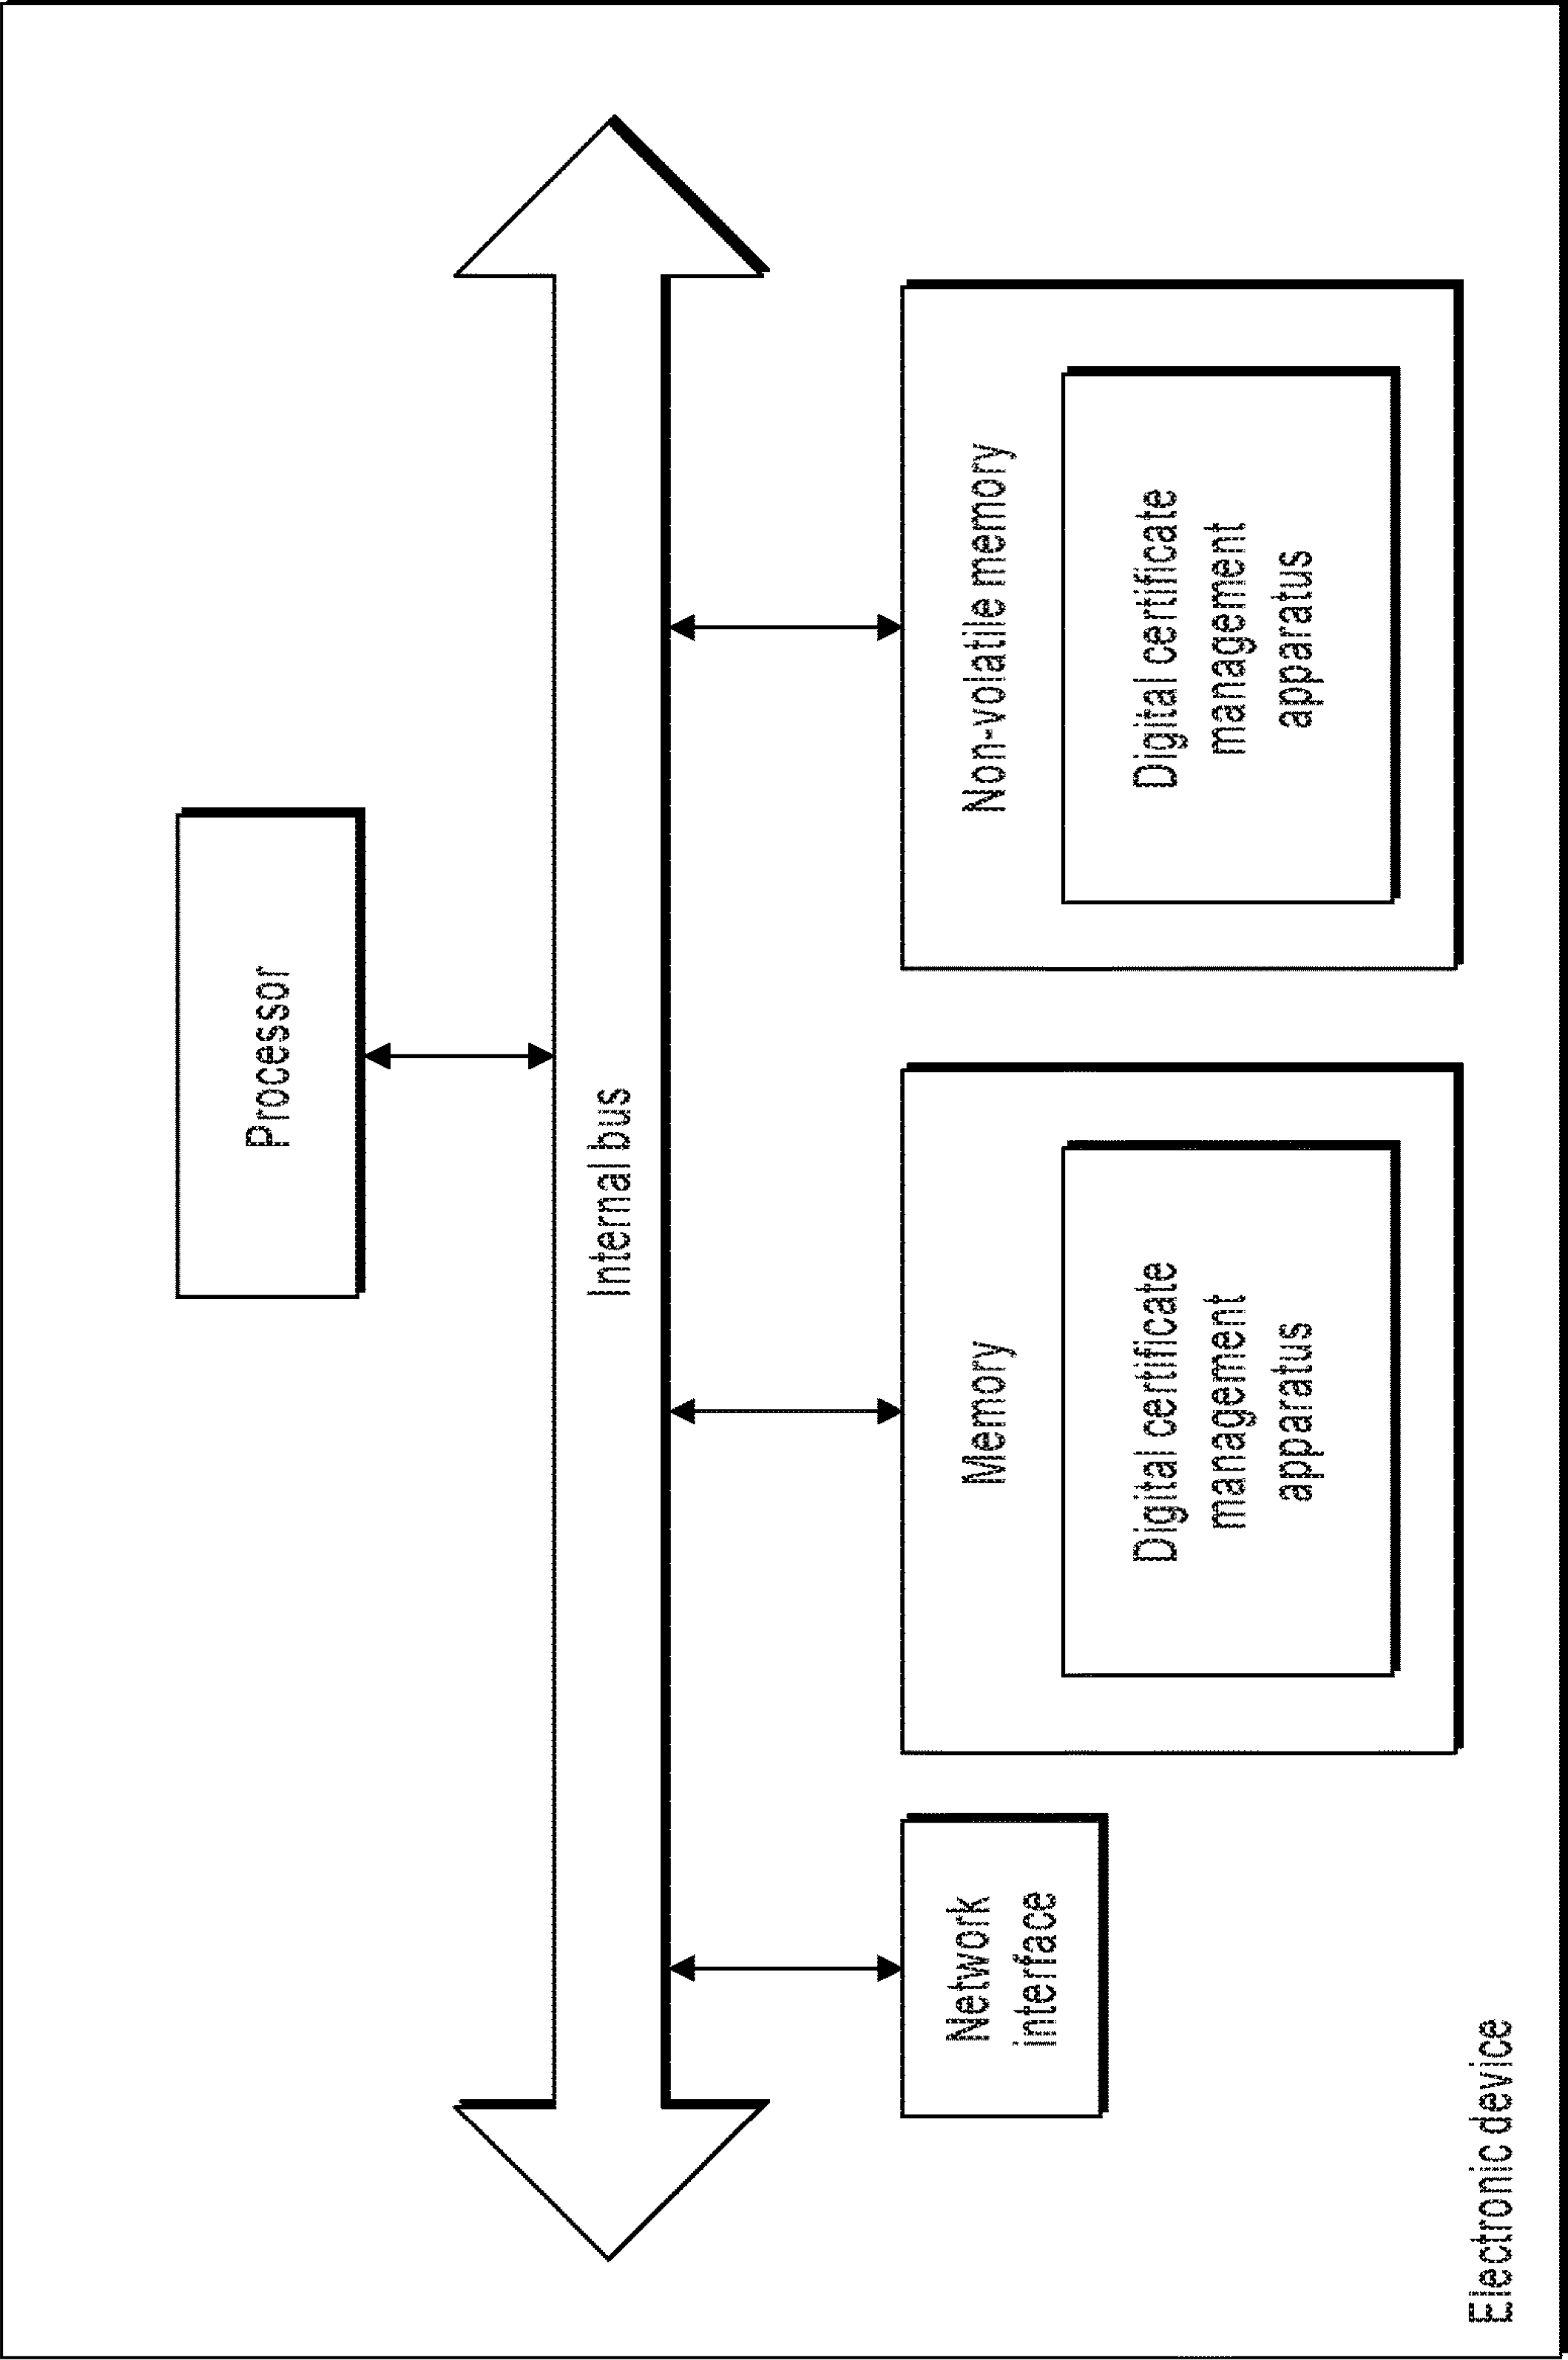 Processor
Internal bus
Network
interface
Memory
Digital certificate
management
apparatus
Non-volatile memory
Digital certificate
management
apparatus
Electronic device